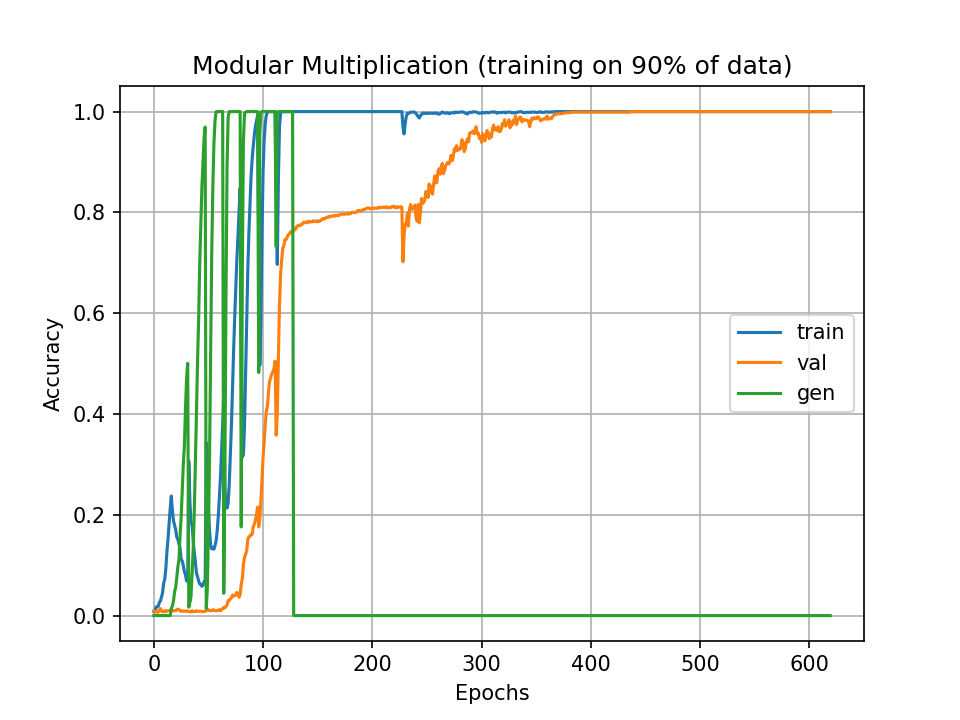 Modular Multiplication (training on 90% of data)
Accuracy
1.0
0.8
0.6
0.4
0.2
0.0
train
val
gen
0 100 200 300 400 500 600
Epochs